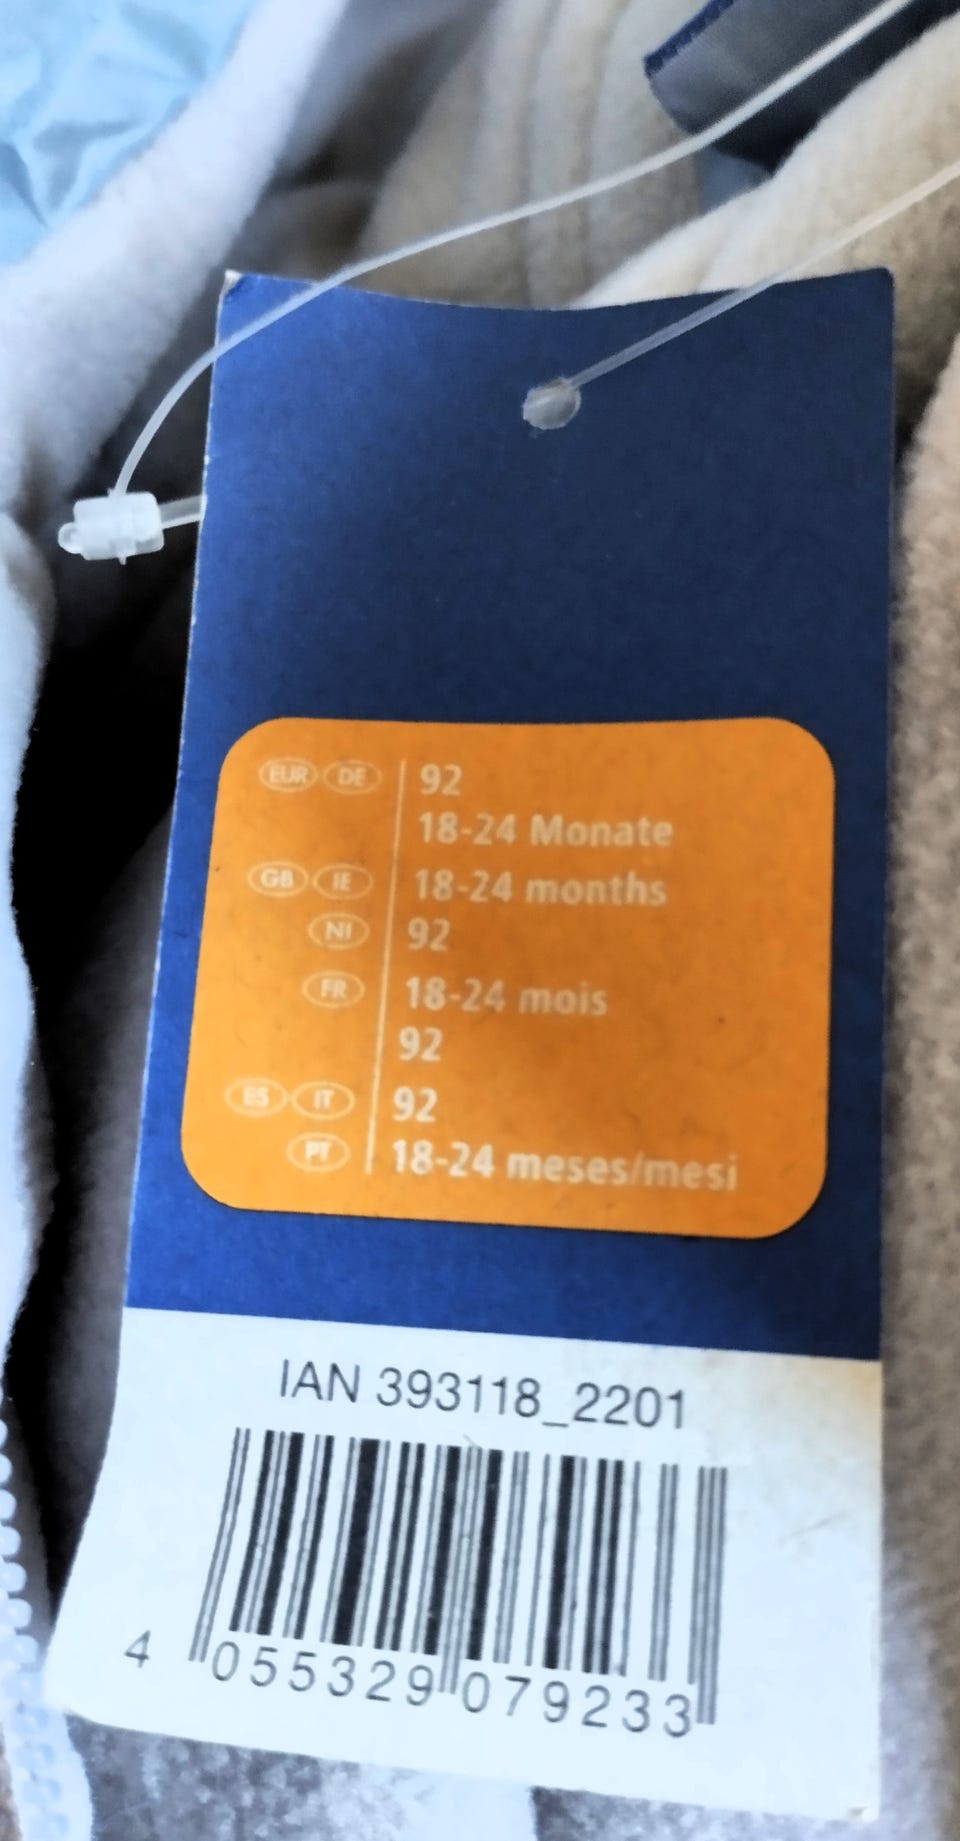 EUR DE 92
18-24 Monate
GB IE 18-24 months
NI 92
FR 18-24 mois
92
ES IT 92
PT 18-24 meses/mesi
IAN 393118_2201
4 055329 079233